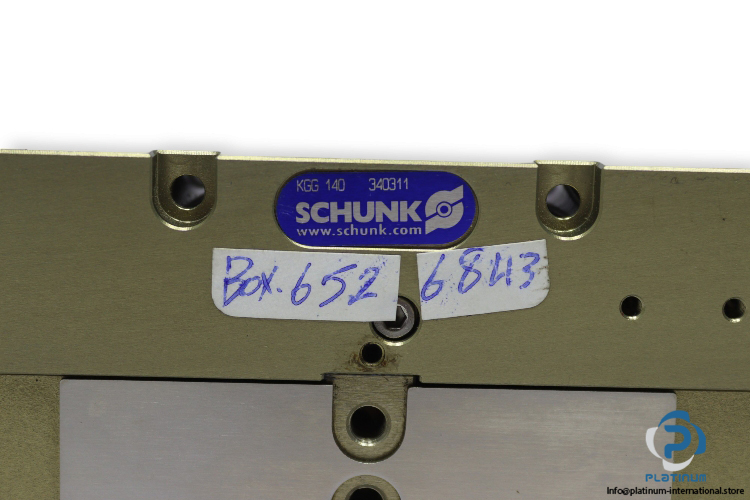 KGG 140 340311
SCHUNK
www.schunk.com
Box.652 6843
PLATINUM
Info@platinum-international.store